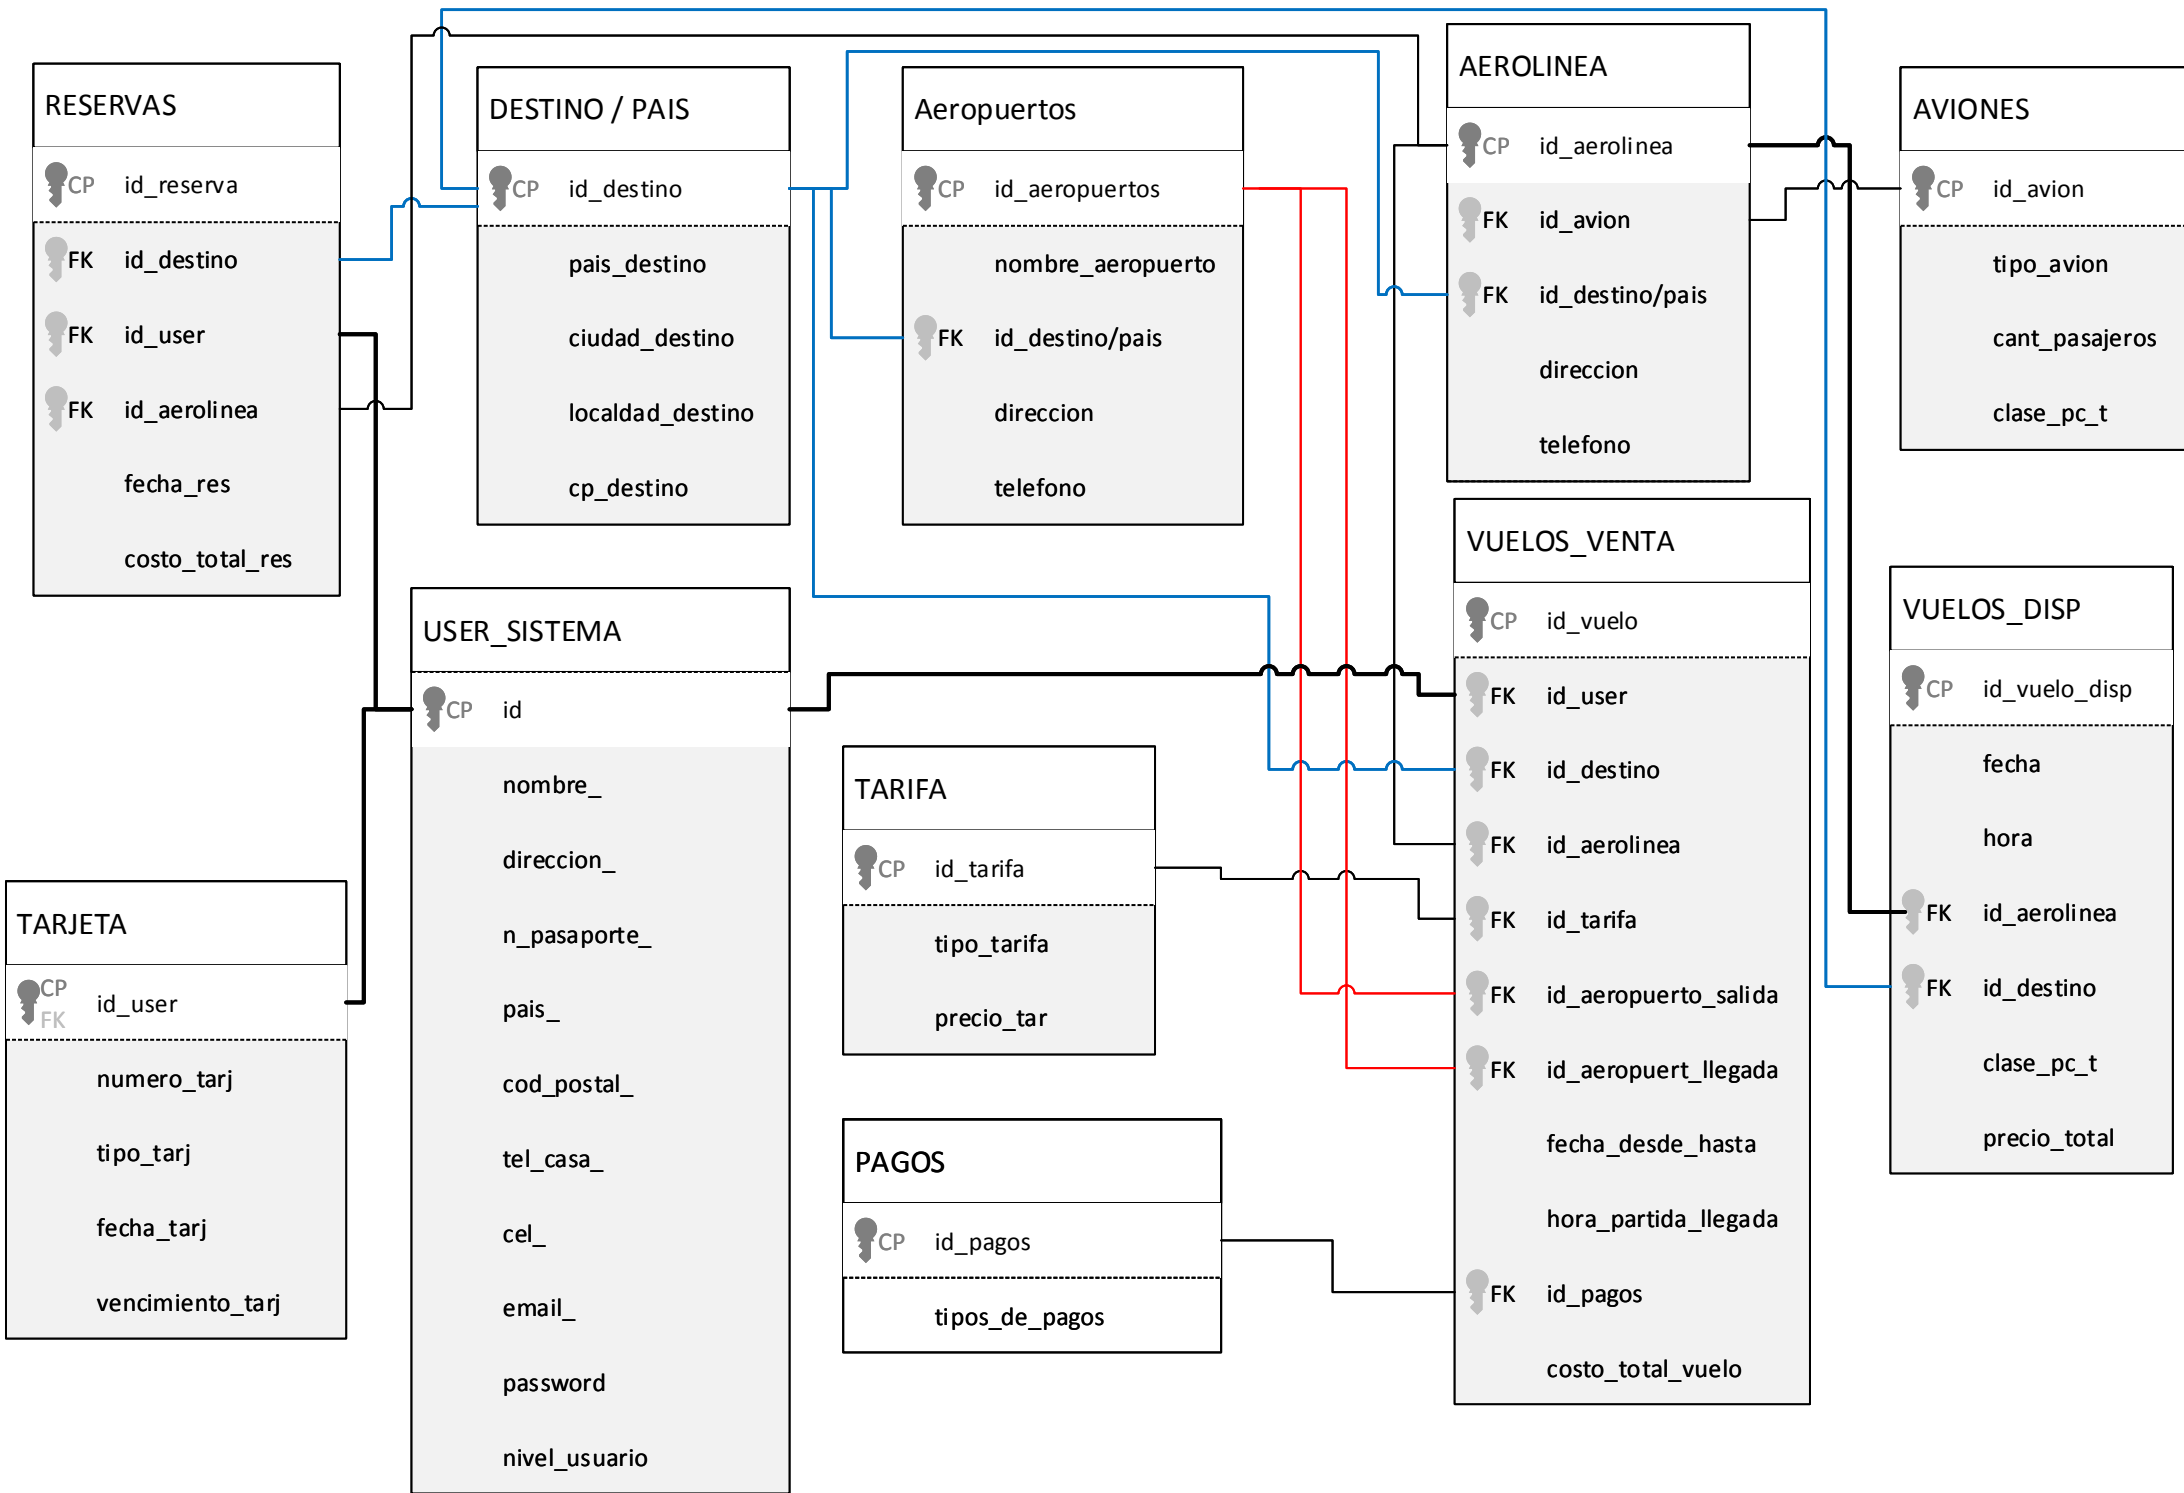 RESERVAS
CP id_reserva
FK id_destino
FK id_user
FK id_aerolinea
fecha_res
costo_total_res
DESTINO / PAIS
CP id_destino
pais_destino
ciudad_destino
localdad_destino
cp_destino
Aeropuertos
CP id_aeropuertos
nombre_aeropuerto
FK id_destino/pais
direccion
telefono
AEROLINEA
CP id_aerolinea
FK id_avion
FK id_destino/pais
direccion
telefono
AVIONES
CP id_avion
tipo_avion
cant_pasajeros
clase_pc_t
USER_SISTEMA
CP id
nombre_
direccion_
n_pasaporte_
pais_
cod_postal_
tel_casa_
cel_
email_
password
nivel_usuario
TARJETA
CP
FK id_user
numero_tarj
tipo_tarj
fecha_tarj
vencimiento_tarj
TARIFA
CP id_tarifa
tipo_tarifa
precio_tar
PAGOS
CP id_pagos
tipos_de_pagos
VUELOS_VENTA
CP id_vuelo
FK id_user
FK id_destino
FK id_aerolinea
FK id_tarifa
FK id_aeropuerto_salida
FK id_aeropuert_llegada
fecha_desde_hasta
hora_partida_llegada
FK id_pagos
costo_total_vuelo
VUELOS_DISP
CP id_vuelo_disp
fecha
hora
FK id_aerolinea
FK id_destino
clase_pc_t
precio_total